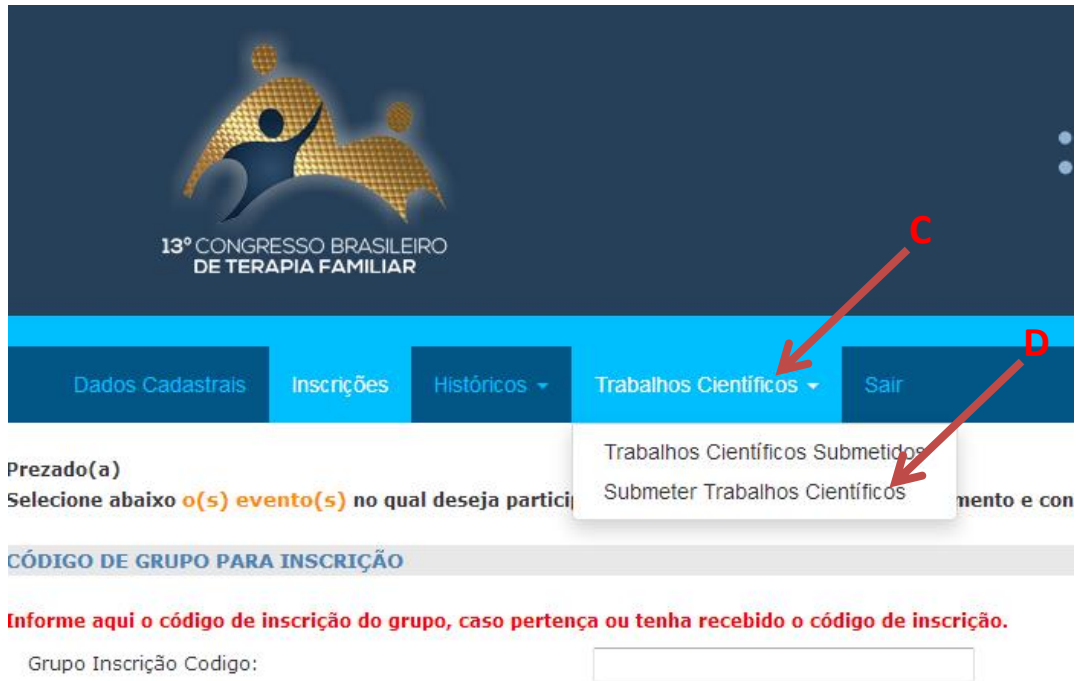 13º CONGRESSO BRASILEIRO
DE TERAPIA FAMILIAR
C
D
Dados Cadastrais Inscrições Históricos Trabalhos Científicos Sair
Trabalhos Científicos Submetidos
Submeter Trabalhos Científicos
Prezado(a)
Selecione abaixo o(s) evento(s) no qual deseja partici mento e con
CÓDIGO DE GRUPO PARA INSCRIÇÃO
Informe aqui o código de inscrição do grupo, caso pertença ou tenha recebido o código de inscrição.
Grupo Inscrição Codigo: